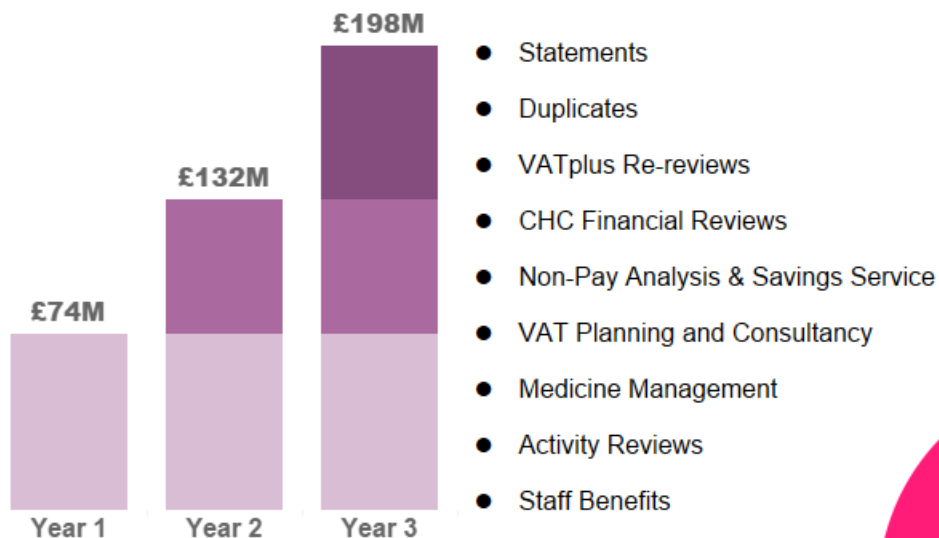 £198M
£132M
£74M
Year 1
Year 2
Year 3
● Statements
● Duplicates
● VATplus Re-reviews
● CHC Financial Reviews
● Non-Pay Analysis & Savings Service
● VAT Planning and Consultancy
● Medicine Management
● Activity Reviews
● Staff Benefits